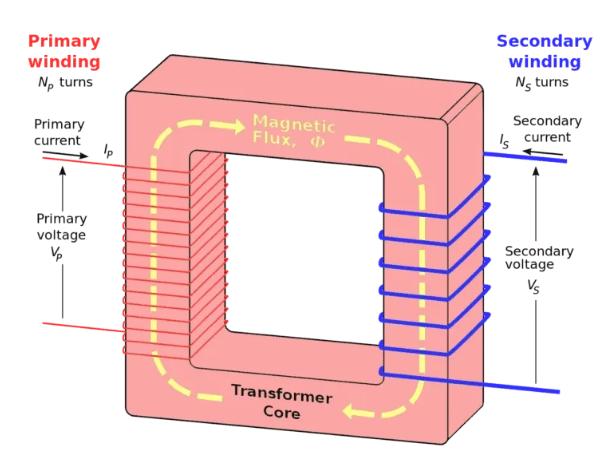 Primary
winding
Nₚ turns
Primary
current
Iₚ
Primary
voltage
Vₚ
Magnetic
Flux, Φ
Transformer
Core
Secondary
winding
Nₛ turns
Secondary
current
Iₛ
Secondary
voltage
Vₛ